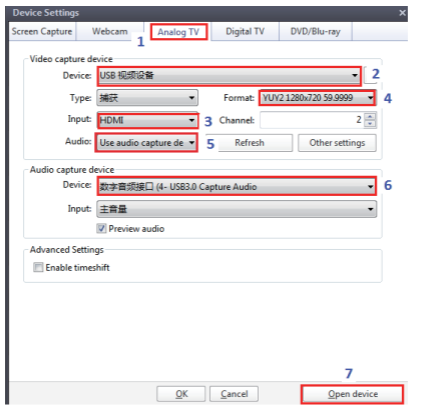 Device Settings ×
Screen Capture Webcam Analog TV Digital TV DVD/Blu-ray
1
Video capture device
Device: USB 视频设备 2
Type: 捕获 Format: YUY2 1280x720 59.9999 4
Input: HDMI 3 Channel: 2
Audio: Use audio capture de 5 Refresh Other settings
Audio capture device
Device: 数字音频接口 (4- USB3.0 Capture Audio 6
Input: 主音量
Preview audio
Advanced Settings
Enable timeshift
7
OK Cancel Open device